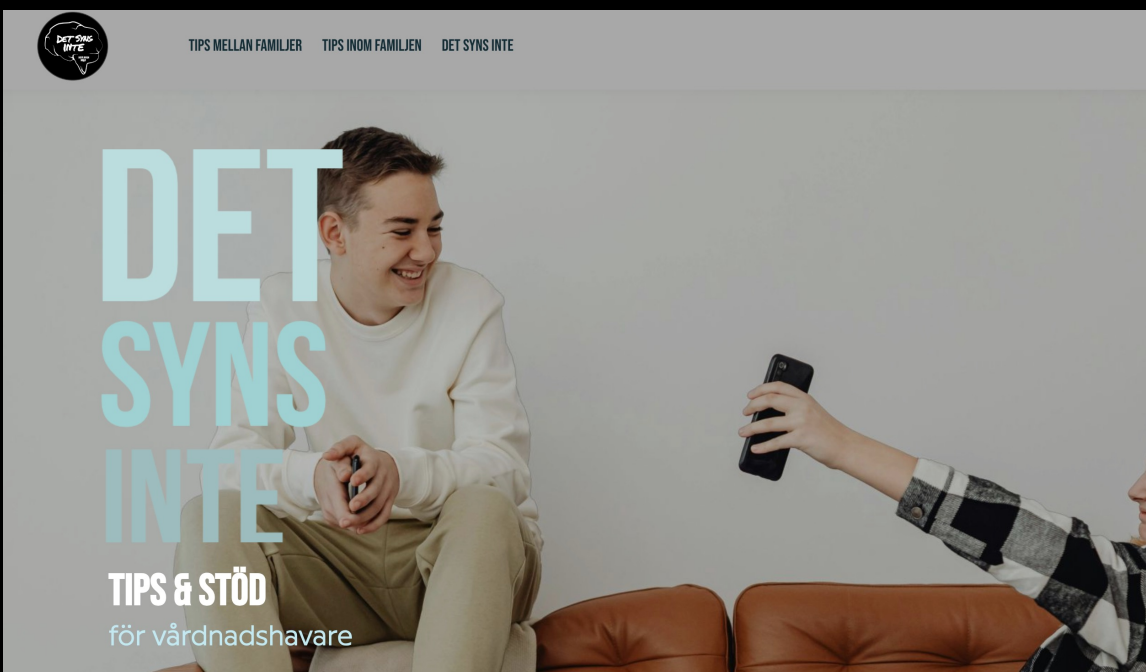 DET SYNS
INTE
TIPS MELLAN FAMILJER TIPS INOM FAMILJEN DET SYNS INTE
DET
SYNS
INTE
TIPS & STÖD
för vårdnadshavare